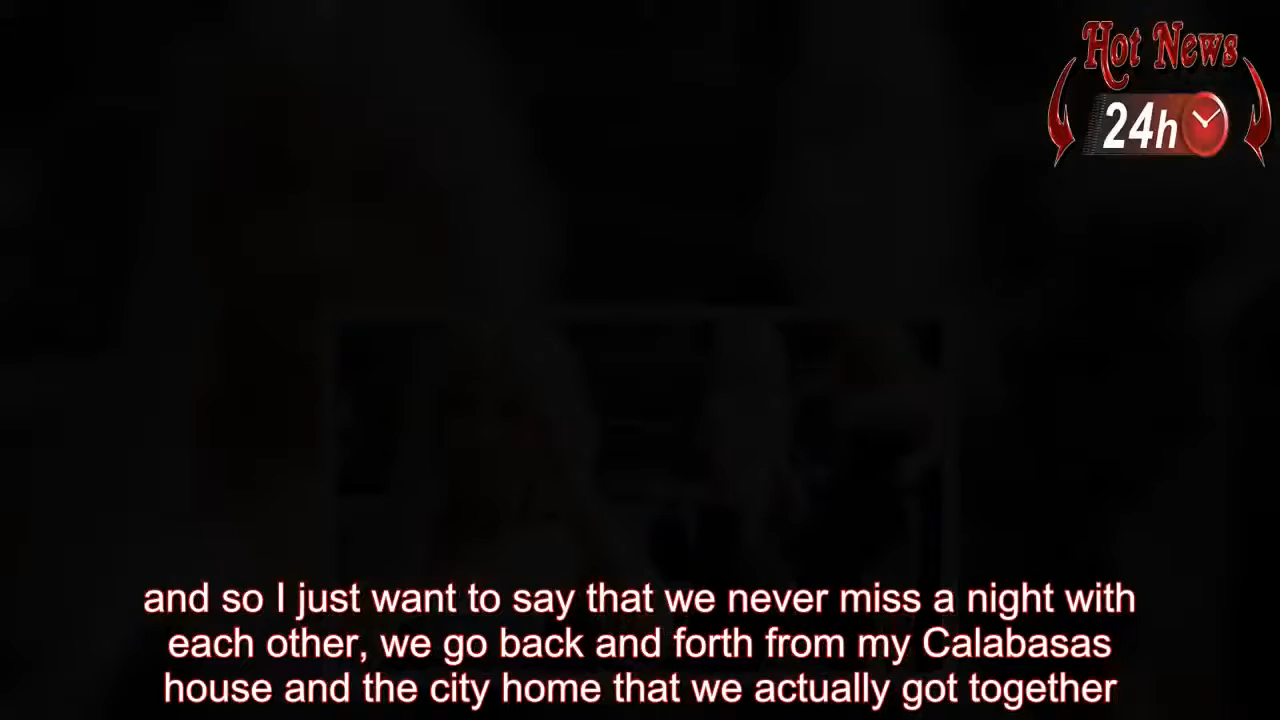 Hot News
24h
and so I just want to say that we never miss a night with
each other, we go back and forth from my Calabasas
house and the city home that we actually got together